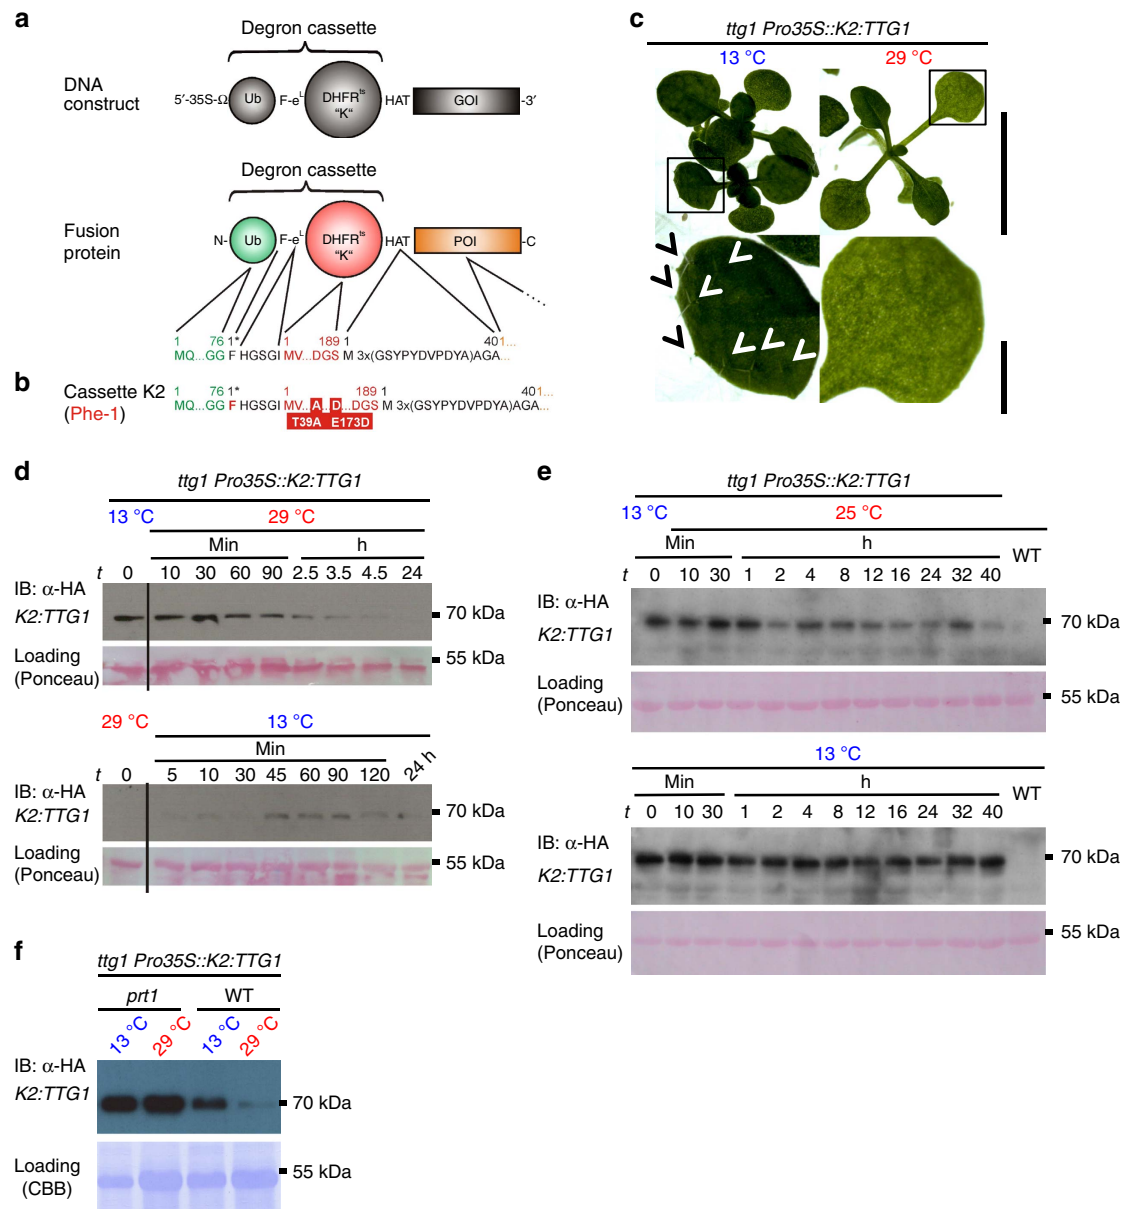 a
Degron cassette
DNA construct
5′-35S-Ω Ub F-eᴸ DHFRᵗˢ "K" HAT GOI -3′
Degron cassette
Fusion protein
N- Ub F-eᴸ DHFRᵗˢ "K" HAT POI -C
1 76 1* 1 189 1 401...
MQ...GG F HGSGI MV...DGS M 3x(GSYPYDVPDYA)AGA...
b
Cassette K2 (Phe-1)
1 76 1* 1 189 1 401...
MQ...GG F HGSGI MV...A...D...DGS M 3x(GSYPYDVPDYA)AGA...
T39A E173D
c
ttg1 Pro35S::K2:TTG1
13 °C 29 °C
d
ttg1 Pro35S::K2:TTG1
13 °C 29 °C
Min h
t 0 10 30 60 90 2.5 3.5 4.5 24
IB: α-HA
K2:TTG1
70 kDa
Loading (Ponceau)
55 kDa
29 °C 13 °C
Min
t 0 5 10 30 45 60 90 120 24 h
IB: α-HA
K2:TTG1
70 kDa
Loading (Ponceau)
55 kDa
e
ttg1 Pro35S::K2:TTG1
13 °C 25 °C
Min h WT
t 0 10 30 1 2 4 8 12 16 24 32 40
IB: α-HA
K2:TTG1
70 kDa
Loading (Ponceau)
55 kDa
13 °C
Min h WT
t 0 10 30 1 2 4 8 12 16 24 32 40
IB: α-HA
K2:TTG1
70 kDa
Loading (Ponceau)
55 kDa
f
ttg1 Pro35S::K2:TTG1
prt1 WT
13 °C 29 °C 13 °C 29 °C
IB: α-HA
K2:TTG1
70 kDa
Loading (CBB)
55 kDa